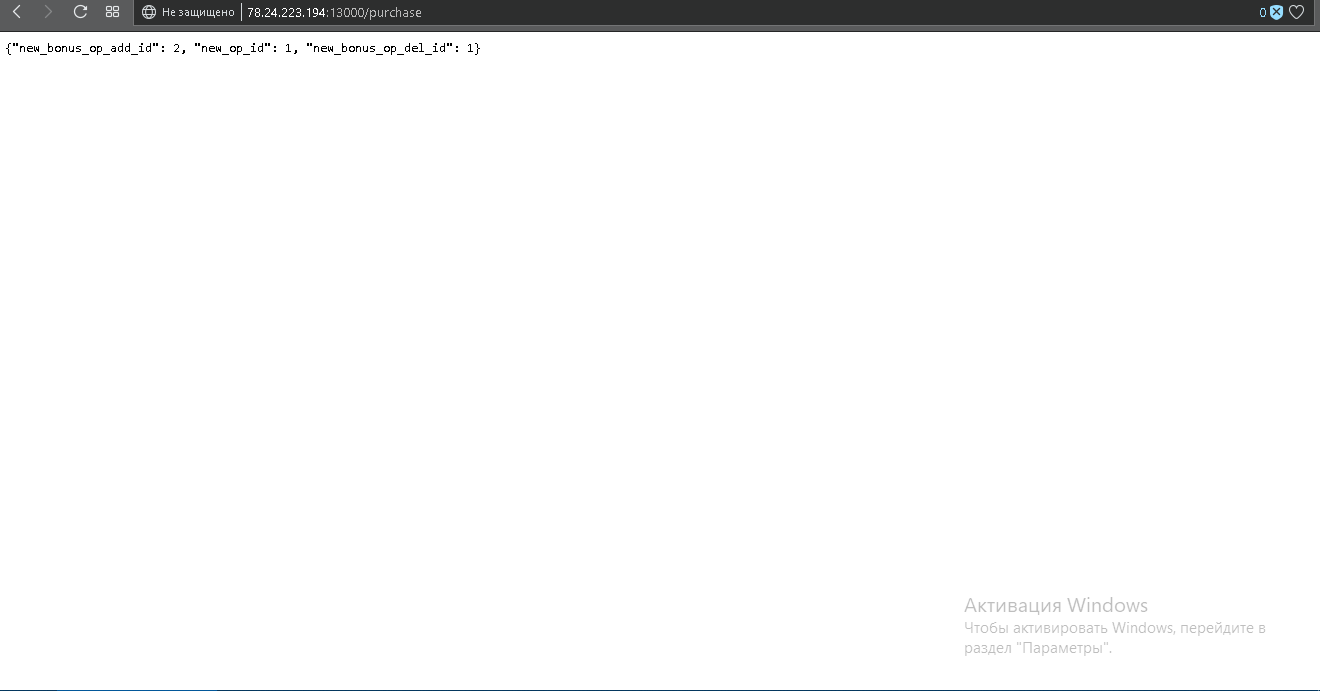 Не защищено 78.24.223.194:13000/purchase 0
{"new_bonus_op_add_id": 2, "new_op_id": 1, "new_bonus_op_del_id": 1}
Активация Windows
Чтобы активировать Windows, перейдите в
раздел "Параметры".